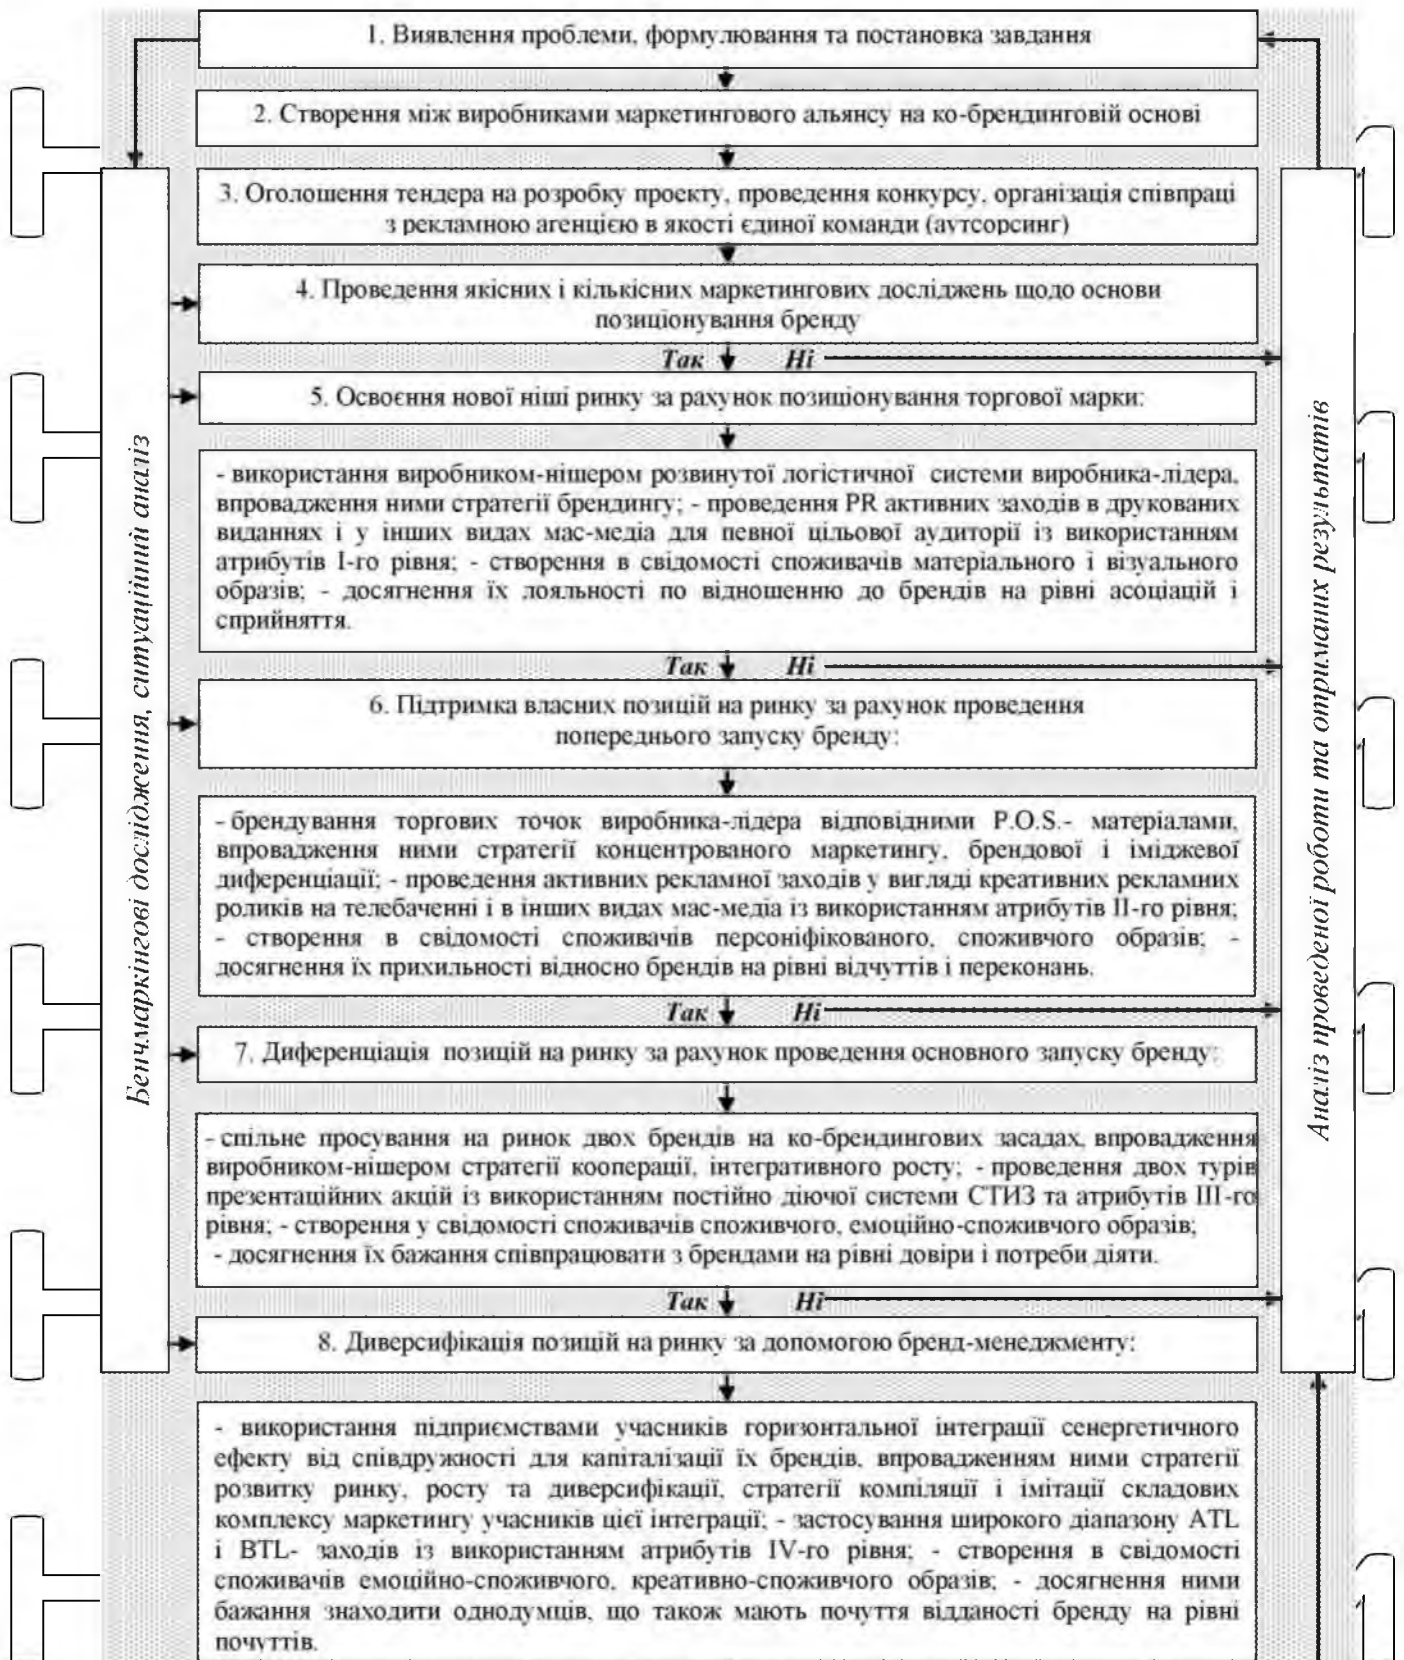 1. Виявлення проблеми, формулювання та постановка завдання
2. Створення між виробниками маркетингового альянсу на ко-брендинговій основі
3. Оголошення тендера на розробку проекту, проведення конкурсу, організація співпраці
з рекламною агенцією в якості єдиної команди (аутсорсинг)
4. Проведення якісних і кількісних маркетингових досліджень щодо основи
позиціонування бренду
Так Ні
5. Освоєння нової ніші ринку за рахунок позиціонування торгової марки:
- використання виробником-нішером розвинутої логістичної системи виробника-лідера,
впровадження ними стратегії брендингу; - проведення PR активних заходів в друкованих
виданнях і у інших видах мас-медіа для певної цільової аудиторії із використанням
атрибутів I-го рівня; - створення в свідомості споживачів матеріального і візуального
образів; - досягнення їх лояльності по відношенню до брендів на рівні асоціацій і
сприйняття.
Так Ні
6. Підтримка власних позицій на ринку за рахунок проведення
попереднього запуску бренду:
- брендування торгових точок виробника-лідера відповідними P.O.S.- матеріалами,
впровадження ними стратегії концентрованого маркетингу, брендової і іміджевої
диференціації; - проведення активних рекламної заходів у вигляді креативних рекламних
роликів на телебаченні і в інших видах мас-медіа із використанням атрибутів II-го рівня;
- створення в свідомості споживачів персоніфікованого, споживчого образів; -
досягнення їх прихильності відносно брендів на рівні відчуттів і переконань.
Так Ні
7. Диференціація позицій на ринку за рахунок проведення основного запуску бренду:
- спільне просування на ринок двох брендів на ко-брендингових засадах, впровадження
виробником-нішером стратегії кооперації, інтегративного росту; - проведення двох турів
презентаційних акцій із використанням постійно діючої системи СТИЗ та атрибутів III-го
рівня; - створення у свідомості споживачів споживчого, емоційно-споживчого образів;
- досягнення їх бажання співпрацювати з брендами на рівні довіри і потреби діяти.
Так Ні
8. Диверсифікація позицій на ринку за допомогою бренд-менеджменту:
- використання підприємствами учасників горизонтальної інтеграції сенергетичного
ефекту від співдружності для капіталізації їх брендів, впровадженням ними стратегії
розвитку ринку, росту та диверсифікації, стратегії компіляції і імітації складових
комплексу маркетингу учасників цієї інтеграції; - застосування широкого діапазону ATL
і BTL- заходів із використанням атрибутів IV-го рівня; - створення в свідомості
споживачів емоційно-споживчого, креативно-споживчого образів; - досягнення ними
бажання знаходити однодумців, що також мають почуття відданості бренду на рівні
почуттів.
Бенчмаркінгові дослідження, ситуаційний аналіз
Аналіз проведеної роботи та отриманих результатів